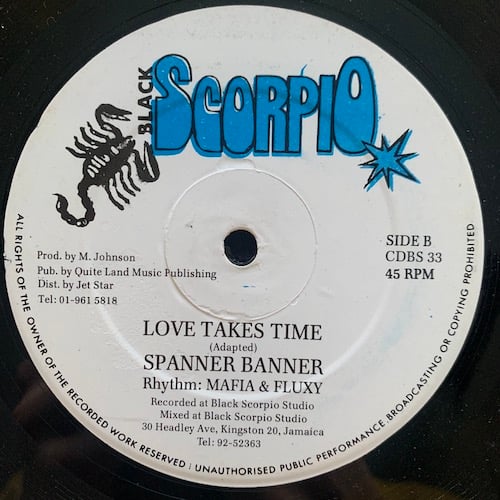 BLACK
SCORPIO
SIDE B
CDBS 33
45 RPM
Prod. by M. Johnson
Pub. by Quite Land Music Publishing
Dist. by Jet Star
Tel: 01-961 5818
LOVE TAKES TIME
(Adapted)
SPANNER BANNER
Rhythm: MAFIA & FLUXY
Recorded at Black Scorpio Studio
Mixed at Black Scorpio Studio
30 Headley Ave, Kingston 20, Jamaica
Tel: 92-52363
ALL RIGHTS OF THE OWNER OF THE RECORDED WORK RESERVED : UNAUTHORISED PUBLIC PERFORMANCE, BROADCASTING OR COPYING PROHIBITED